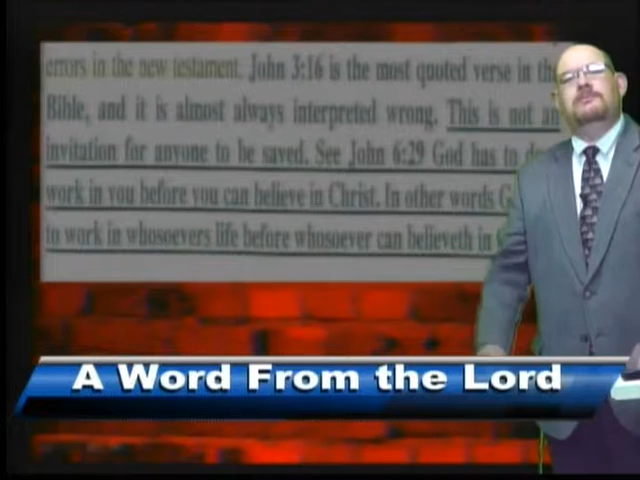 errors in the new testament. John 3:16 is the most quoted verse in the
Bible, and it is almost always interpreted wrong. This is not an
invitation for anyone to be saved. See John 6:29 God has to do
work in you before you can believe in Christ. In other words
to work in whosoevers life before whosoever can believeth in
A Word From the Lord